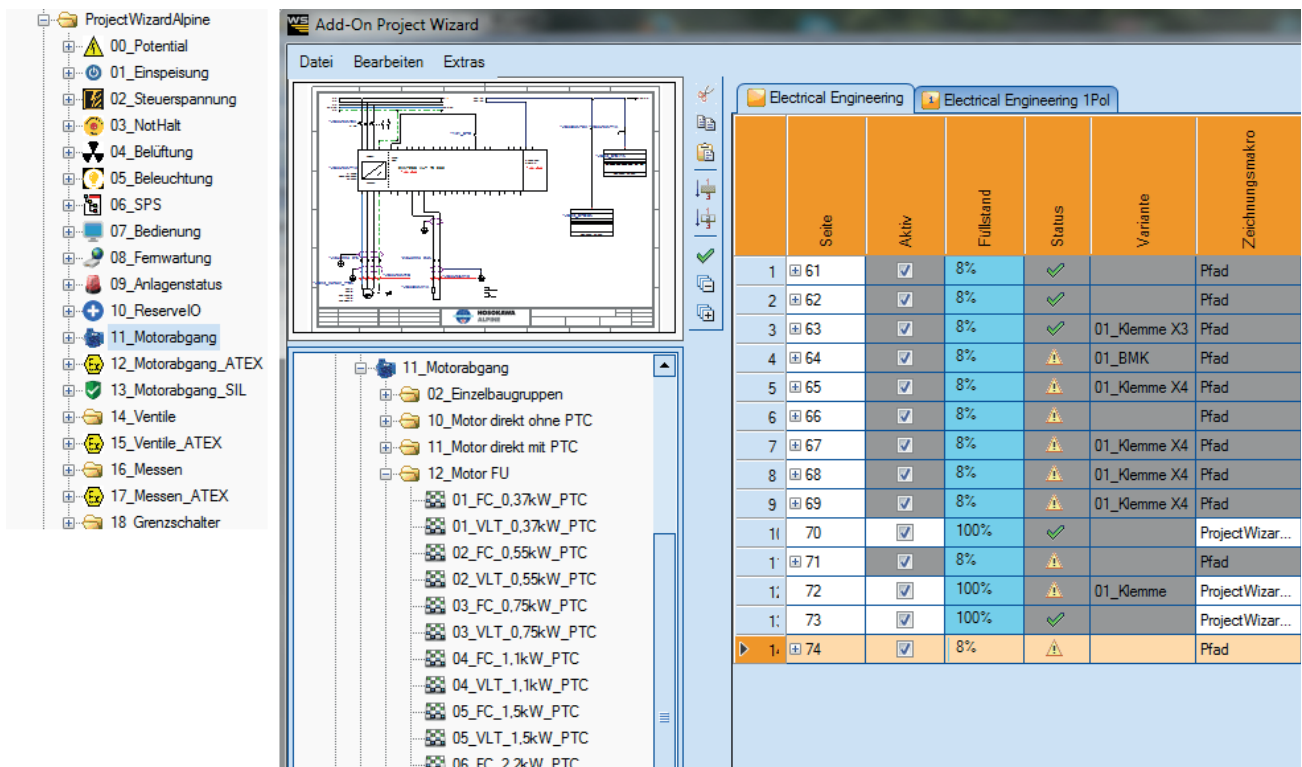 ProjectWizardAlpine
00_Potential
01_Einspeisung
02_Steuerspannung
03_NotHalt
04_Belüftung
05_Beleuchtung
06_SPS
07_Bedienung
08_Fernwartung
09_Anlagenstatus
10_ReserveIO
11_Motorabgang
12_Motorabgang_ATEX
13_Motorabgang_SIL
14_Ventile
15_Ventile_ATEX
16_Messen
17_Messen_ATEX
18 Grenzschalter
WS Add-On Project Wizard
Datei Bearbeiten Extras
HOSOKAWA
ALPINE
11_Motorabgang
02_Einzelbaugruppen
10_Motor direkt ohne PTC
11_Motor direkt mit PTC
12_Motor FU
01_FC_0,37kW_PTC
01_VLT_0,37kW_PTC
02_FC_0,55kW_PTC
02_VLT_0,55kW_PTC
03_FC_0,75kW_PTC
03_VLT_0,75kW_PTC
04_FC_1,1kW_PTC
04_VLT_1,1kW_PTC
05_FC_1,5kW_PTC
05_VLT_1,5kW_PTC
06_FC_2,2kW_PTC
Electrical Engineering 1 Electrical Engineering 1Pol
Seite Aktiv Füllstand Status Variante Zeichnungsmakro
1 61 8% Pfad
2 62 8% Pfad
3 63 8% 01_Klemme X3 Pfad
4 64 8% 01_BMK Pfad
5 65 8% 01_Klemme X4 Pfad
6 66 8% Pfad
7 67 8% 01_Klemme X4 Pfad
8 68 8% 01_Klemme X4 Pfad
9 69 8% 01_Klemme X4 Pfad
70 100% ProjectWizar...
71 8% Pfad
72 100% 01_Klemme ProjectWizar...
73 100% ProjectWizar...
74 8% Pfad